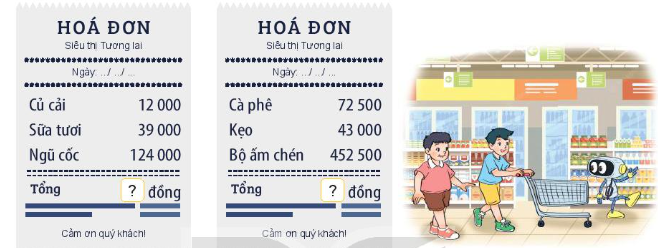 HOÁ ĐƠN
Siêu thị Tương lai
Ngày: .../ .../ ...
Củ cải 12 000
Sữa tươi 39 000
Ngũ cốc 124 000
Tổng ? đồng
Cảm ơn quý khách!
HOÁ ĐƠN
Siêu thị Tương lai
Ngày: .../ .../ ...
Cà phê 72 500
Kẹo 43 000
Bộ ấm chén 452 500
Tổng ? đồng
Cảm ơn quý khách!